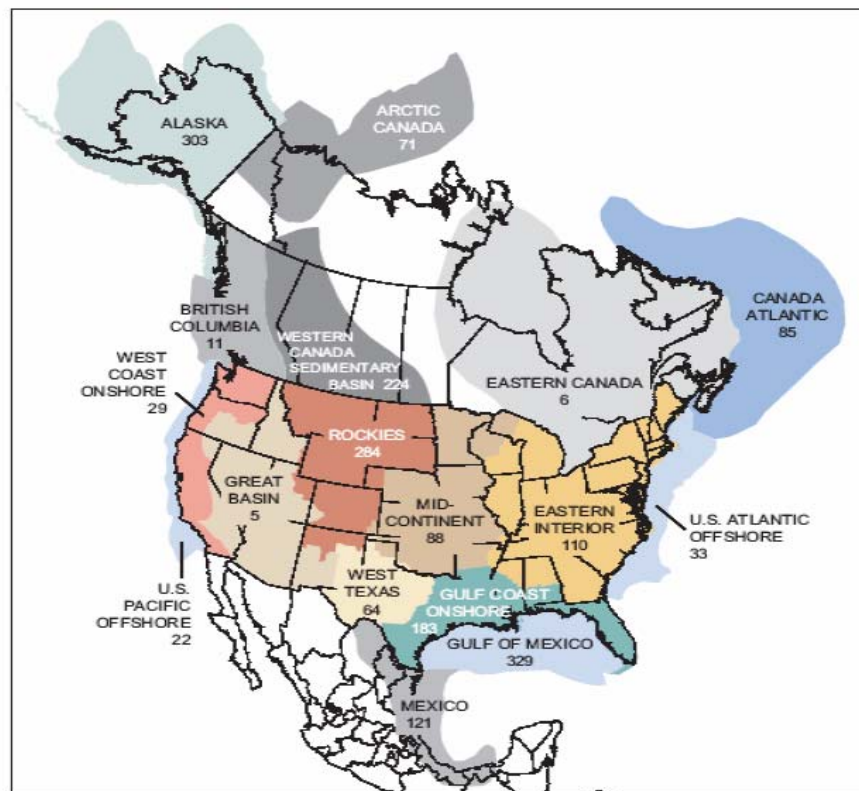 ALASKA
303
ARCTIC
CANADA
71
BRITISH
COLUMBIA
11
WESTERN
CANADA
SEDIMENTARY
BASIN 224
CANADA
ATLANTIC
85
WEST
COAST
ONSHORE
29
EASTERN CANADA
6
ROCKIES
284
GREAT
BASIN
5
MID-
CONTINENT
88
EASTERN
INTERIOR
110
U.S. ATLANTIC
OFFSHORE
33
U.S.
PACIFIC
OFFSHORE
22
WEST
TEXAS
64
GULF COAST
ONSHORE
183
GULF OF MEXICO
329
MEXICO
121